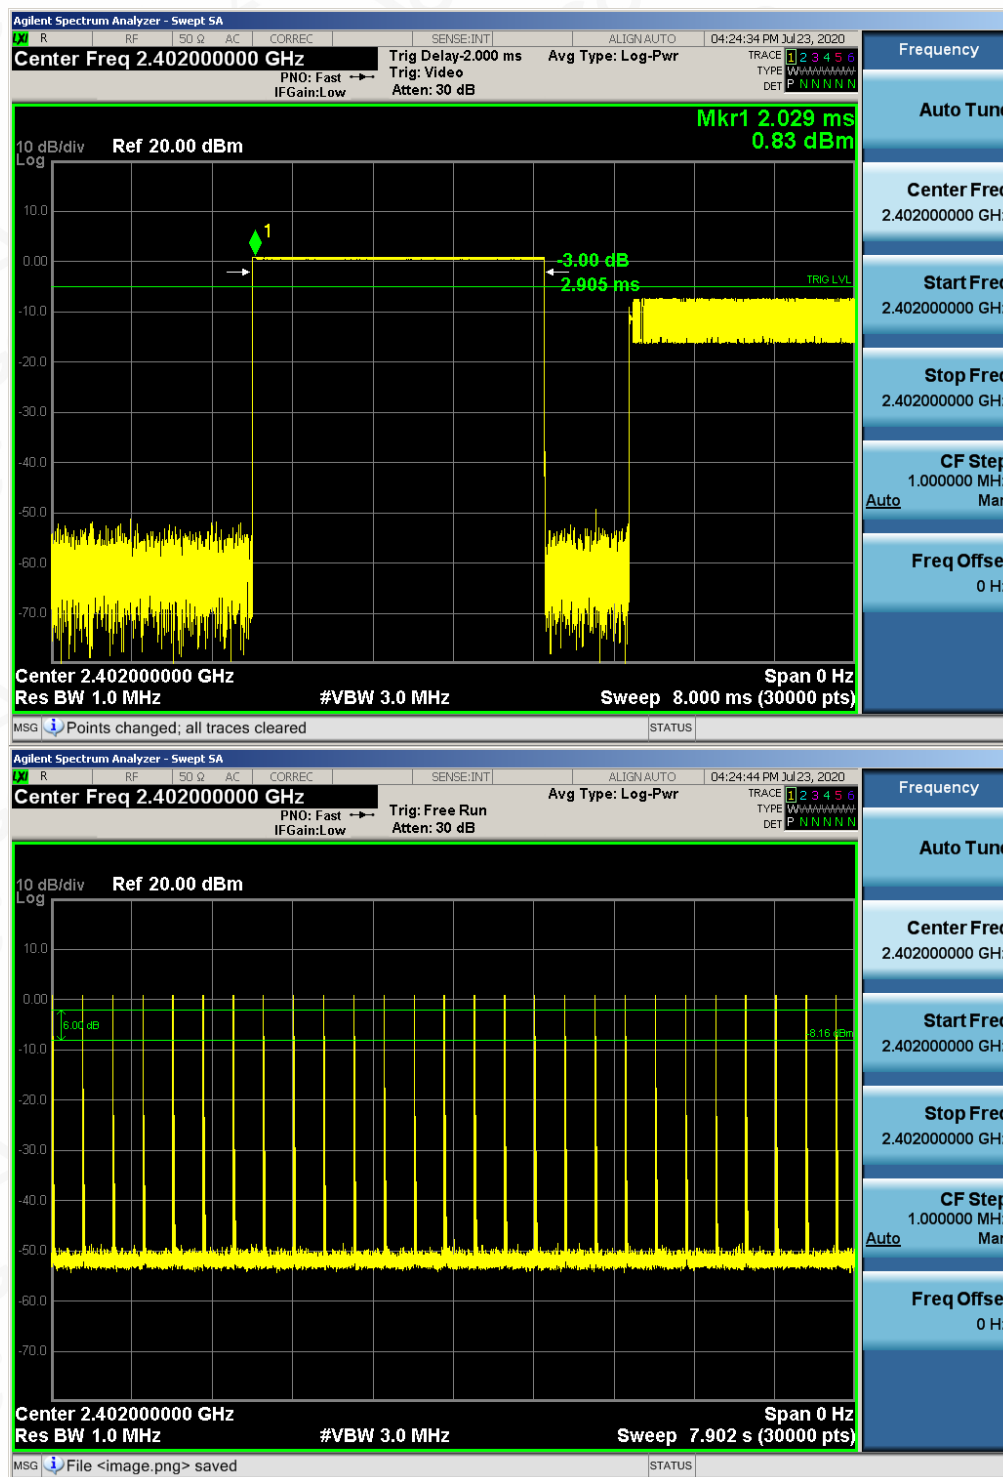 Agilent Spectrum Analyzer - Swept SA
LXI R RF 50 Ω AC CORREC SENSE:INT ALIGN AUTO 04:24:34 PM Jul 23, 2020
Center Freq 2.402000000 GHz
PNO: Fast
IFGain:Low
Trig Delay-2.000 ms
Trig: Video
Atten: 30 dB
Avg Type: Log-Pwr
TRACE 1 2 3 4 5 6
TYPE W
DET P N N N N N
Mkr1 2.029 ms
0.83 dBm
10 dB/div Ref 20.00 dBm
Log
10.0
1
0.00
-3.00 dB
2.905 ms
TRIG LVL
-10.0
-20.0
-30.0
-40.0
-50.0
-60.0
-70.0
Center 2.402000000 GHz Span 0 Hz
Res BW 1.0 MHz #VBW 3.0 MHz Sweep 8.000 ms (30000 pts)
MSG Points changed; all traces cleared STATUS
Frequency
Auto Tune
Center Freq
2.402000000 GHz
Start Freq
2.402000000 GHz
Stop Freq
2.402000000 GHz
CF Step
1.000000 MHz
Auto Man
Freq Offset
0 Hz
Agilent Spectrum Analyzer - Swept SA
LXI R RF 50 Ω AC CORREC SENSE:INT ALIGN AUTO 04:24:44 PM Jul 23, 2020
Center Freq 2.402000000 GHz
PNO: Fast
IFGain:Low
Trig: Free Run
Atten: 30 dB
Avg Type: Log-Pwr
TRACE 1 2 3 4 5 6
TYPE W
DET P N N N N N
10 dB/div Ref 20.00 dBm
Log
10.0
0.00
6.00 dB
-8.16 dBm
-10.0
-20.0
-30.0
-40.0
-50.0
-60.0
-70.0
Center 2.402000000 GHz Span 0 Hz
Res BW 1.0 MHz #VBW 3.0 MHz Sweep 7.902 s (30000 pts)
MSG File <image.png> saved STATUS
Frequency
Auto Tune
Center Freq
2.402000000 GHz
Start Freq
2.402000000 GHz
Stop Freq
2.402000000 GHz
CF Step
1.000000 MHz
Auto Man
Freq Offset
0 Hz